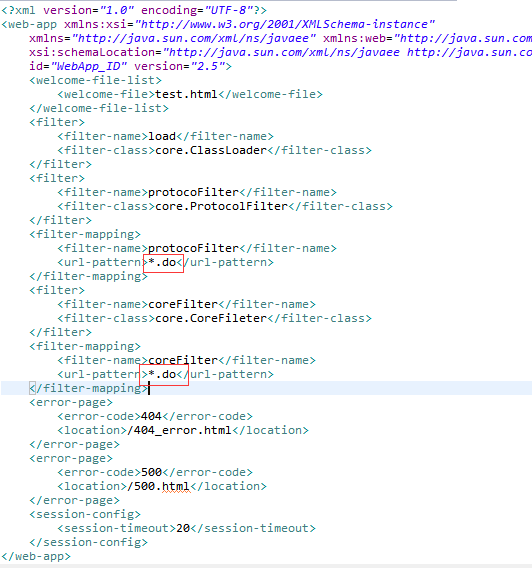 <?xml version="1.0" encoding="UTF-8"?>
<web-app xmlns:xsi="http://www.w3.org/2001/XMLSchema-instance"
xmlns="http://java.sun.com/xml/ns/javaee" xmlns:web="http://java.sun.com
xsi:schemaLocation="http://java.sun.com/xml/ns/javaee http://java.sun.co
id="WebApp_ID" version="2.5">
<welcome-file-list>
<welcome-file>test.html</welcome-file>
</welcome-file-list>
<filter>
<filter-name>load</filter-name>
<filter-class>core.ClassLoader</filter-class>
</filter>
<filter>
<filter-name>protocoFilter</filter-name>
<filter-class>core.ProtocolFilter</filter-class>
</filter>
<filter-mapping>
<filter-name>protocoFilter</filter-name>
<url-pattern>*.do</url-pattern>
</filter-mapping>
<filter>
<filter-name>coreFilter</filter-name>
<filter-class>core.CoreFileter</filter-class>
</filter>
<filter-mapping>
<filter-name>coreFilter</filter-name>
<url-pattern>*.do</url-pattern>
</filter-mapping>
<error-page>
<error-code>404</error-code>
<location>/404_error.html</location>
</error-page>
<error-page>
<error-code>500</error-code>
<location>/500.html</location>
</error-page>
<session-config>
<session-timeout>20</session-timeout>
</session-config>
</web-app>